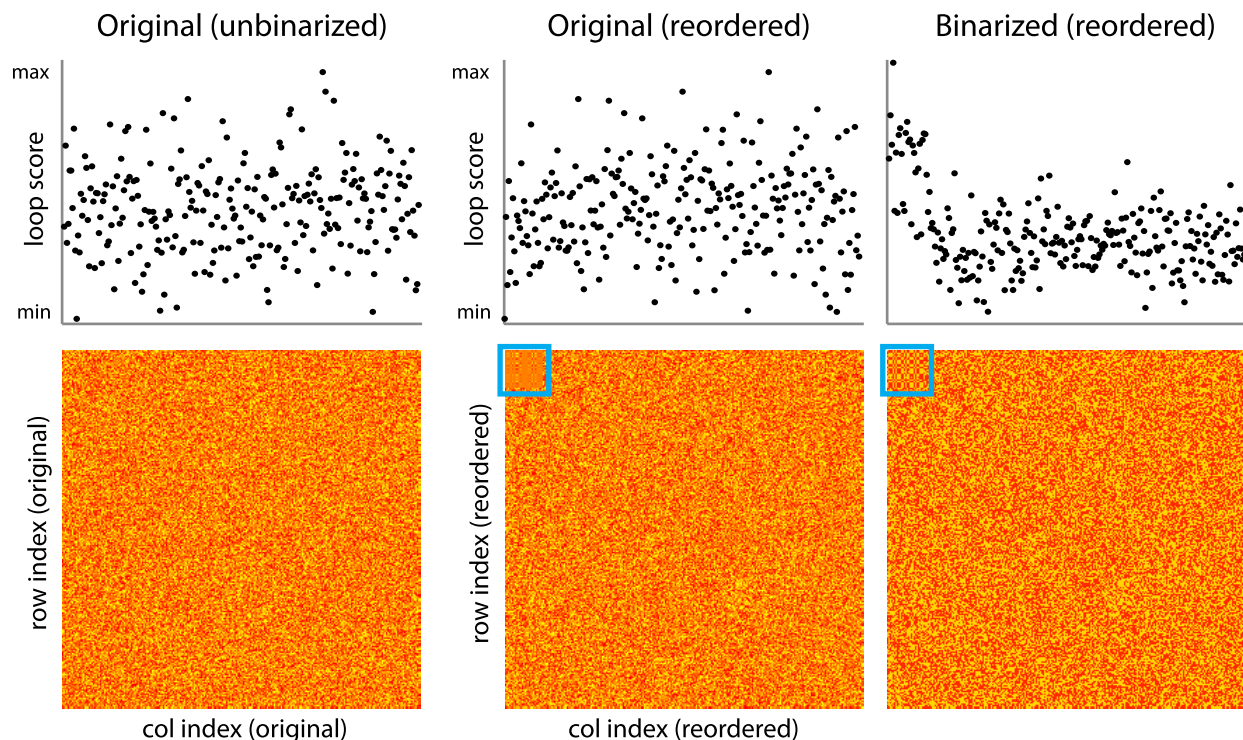 Original (unbinarized)
Original (reordered)
Binarized (reordered)
max
max
loop score
loop score
min
min
row index (original)
row index (reordered)
col index (original)
col index (reordered)